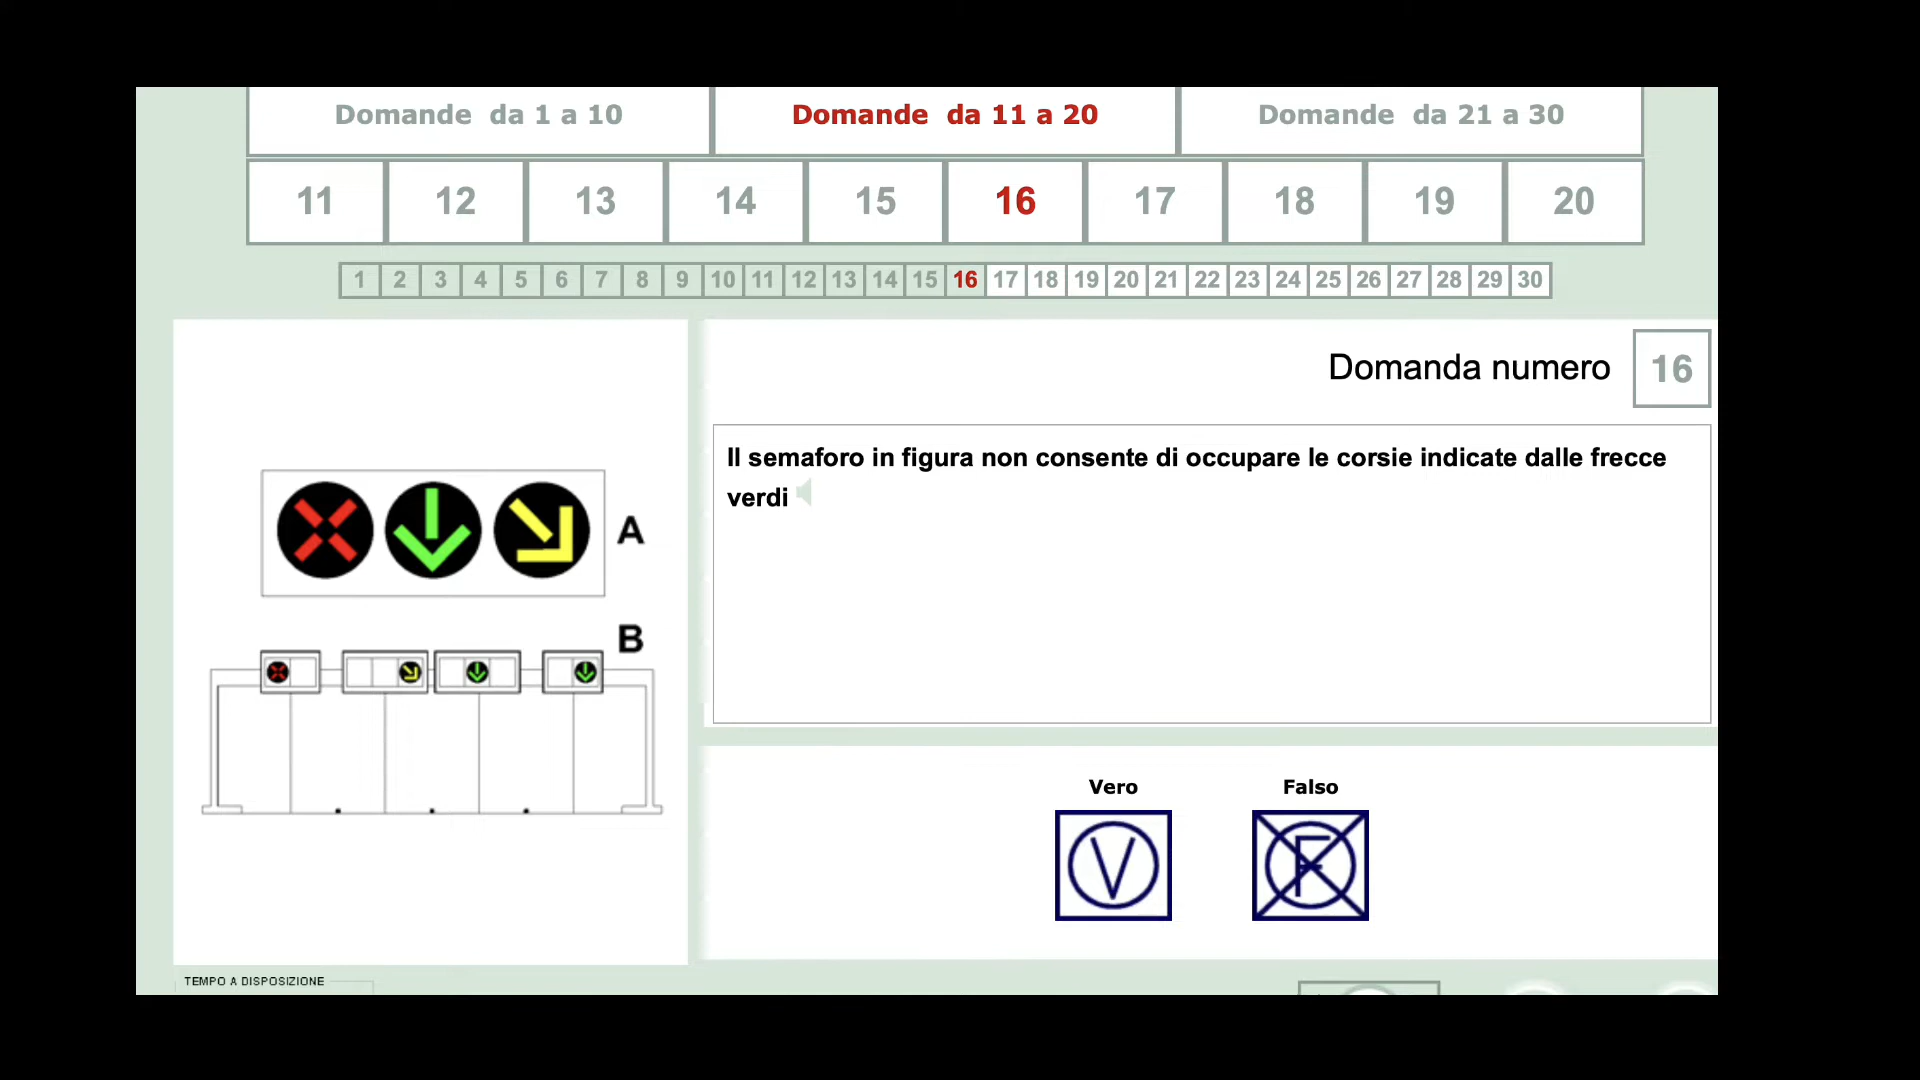 Domande da 1 a 10 Domande da 11 a 20 Domande da 21 a 30
11 12 13 14 15 16 17 18 19 20
1 2 3 4 5 6 7 8 9 10 11 12 13 14 15 16 17 18 19 20 21 22 23 24 25 26 27 28 29 30
Domanda numero 16
Il semaforo in figura non consente di occupare le corsie indicate dalle frecce
verdi
A
B
Vero Falso
V F
TEMPO A DISPOSIZIONE